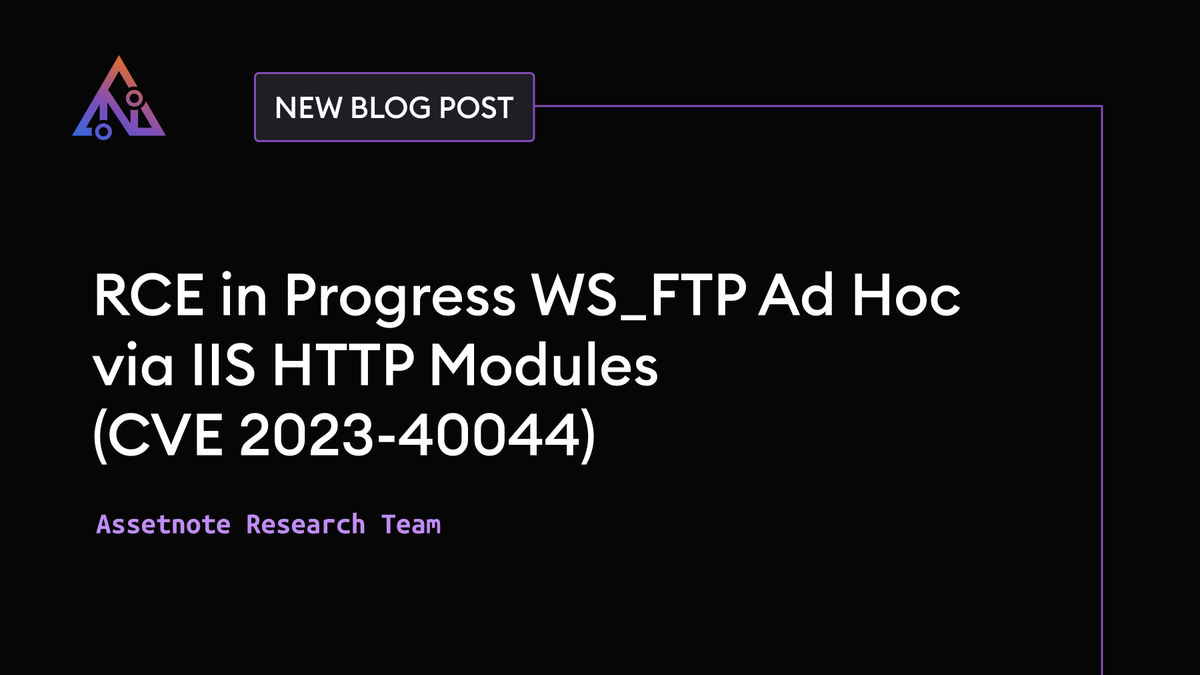 NEW BLOG POST
RCE in Progress WS_FTP Ad Hoc
via IIS HTTP Modules
(CVE 2023-40044)
Assetnote Research Team